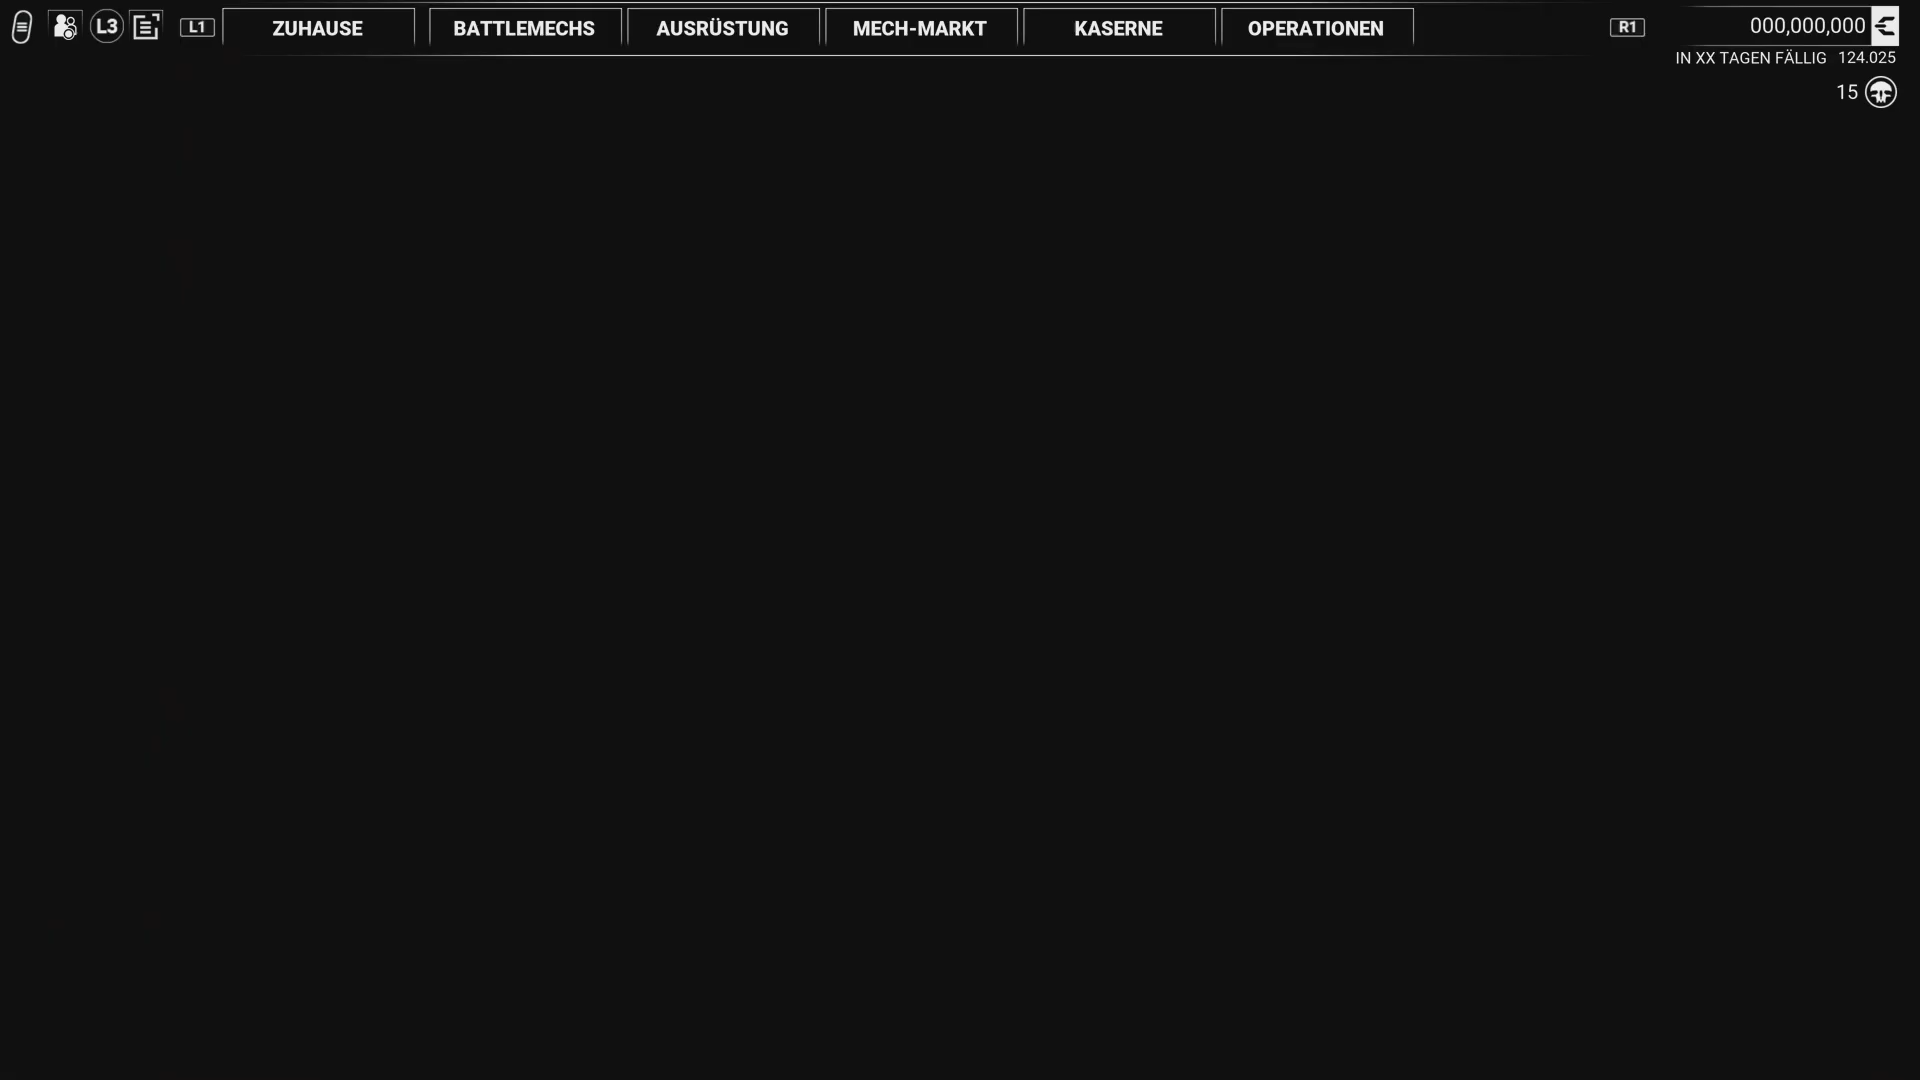 L3 L1 ZUHAUSE BATTLEMECHS AUSRÜSTUNG MECH-MARKT KASERNE OPERATIONEN R1 000,000,000
IN XX TAGEN FÄLLIG 124.025
15